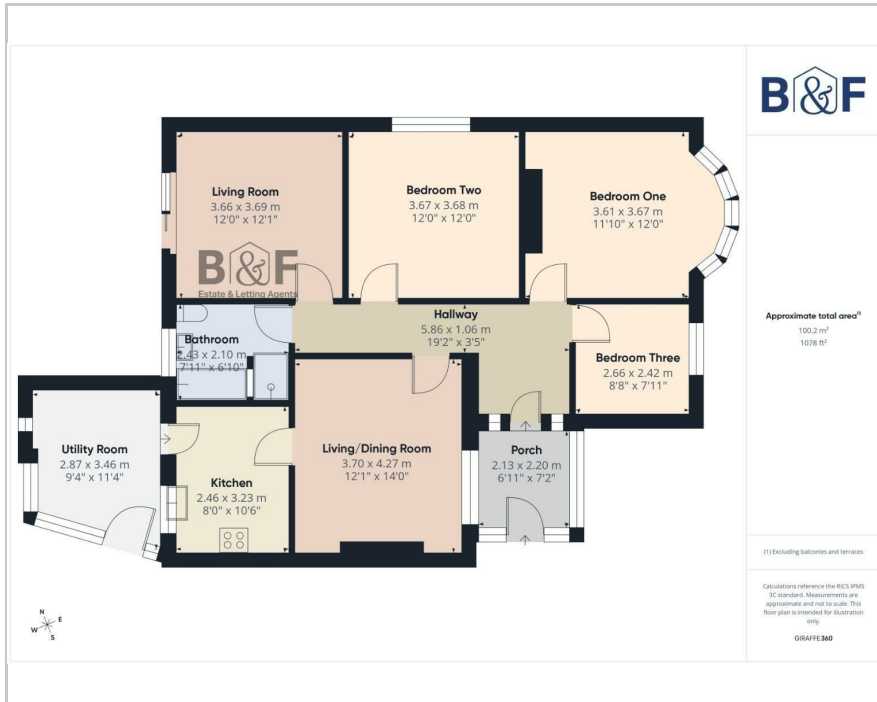 B&F
Living Room
3.66 x 3.69 m
12'0" x 12'1"
Bedroom Two
3.67 x 3.68 m
12'0" x 12'0"
Bedroom One
3.61 x 3.67 m
11'10" x 12'0"
B&F
Estate & Letting Agents
Hallway
5.86 x 1.06 m
19'2" x 3'5"
Bathroom
2.43 x 2.10 m
7'11" x 6'10"
Bedroom Three
2.66 x 2.42 m
8'8" x 7'11"
Utility Room
2.87 x 3.46 m
9'4" x 11'4"
Kitchen
2.46 x 3.23 m
8'0" x 10'6"
Living/Dining Room
3.70 x 4.27 m
12'1" x 14'0"
Porch
2.13 x 2.20 m
6'11" x 7'2"
N
E
W
S
Approximate total area(1)
100.2 m²
1078 ft²
(1) Excluding balconies and terraces
Calculations reference the RICS IPMS
3C standard. Measurements are
approximate and not to scale. This
floor plan is intended for illustration
only.
GIRAFFE360